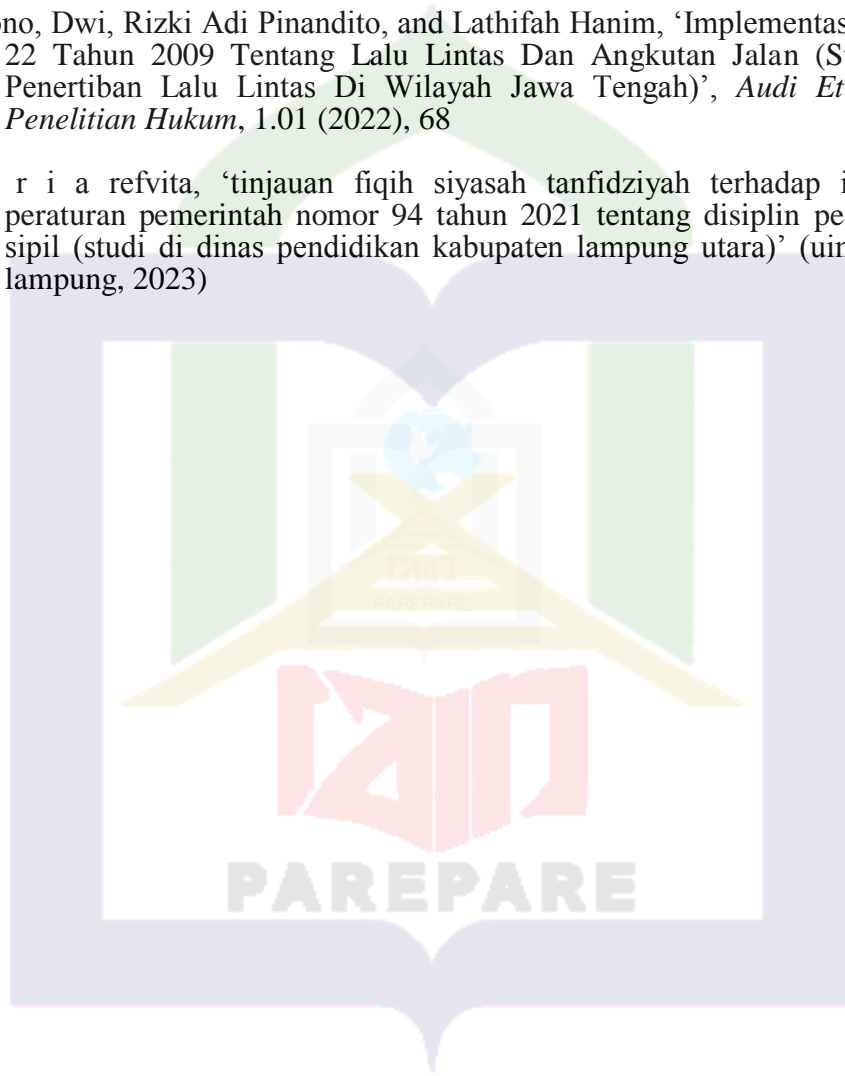 ono, Dwi, Rizki Adi Pinandito, and Lathifah Hanim, ‘Implementas
22 Tahun 2009 Tentang Lalu Lintas Dan Angkutan Jalan (S
Penertiban Lalu Lintas Di Wilayah Jawa Tengah)’, Audi Et
Penelitian Hukum, 1.01 (2022), 68
r i a refvita, ‘tinjauan fiqih siyasah tanfidziyah terhadap i
peraturan pemerintah nomor 94 tahun 2021 tentang disiplin pe
sipil (studi di dinas pendidikan kabupaten lampung utara)’ (uin
lampung, 2023)
IAIN
PAREPARE
IAIN
PAREPARE